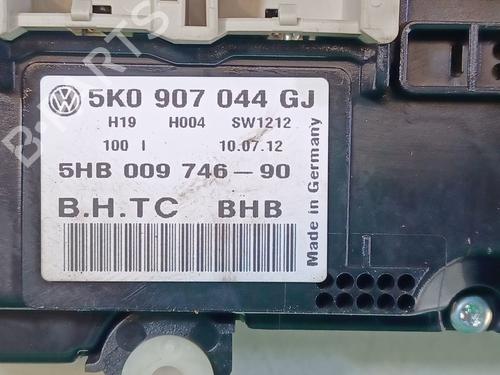 5K0 907 044 GJ
H19 H004 SW1212
100 I 10.07.12
5HB 009 746-90
B.H.TC BHB
Made in Germany
B-PARTS